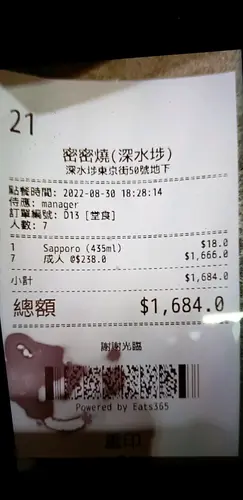 21
密密燒(深水埗)
深水埗東京街50號地下
點餐時間: 2022-08-30 18:28:14
侍應: manager
訂單編號: D13 [堂食]
人數: 7
1 Sapporo (435ml) $18.0
7 成人 @$238.0 $1,666.0
小計 $1,684.0
總額 $1,684.0
謝謝光臨
Powered by Eats365
重印